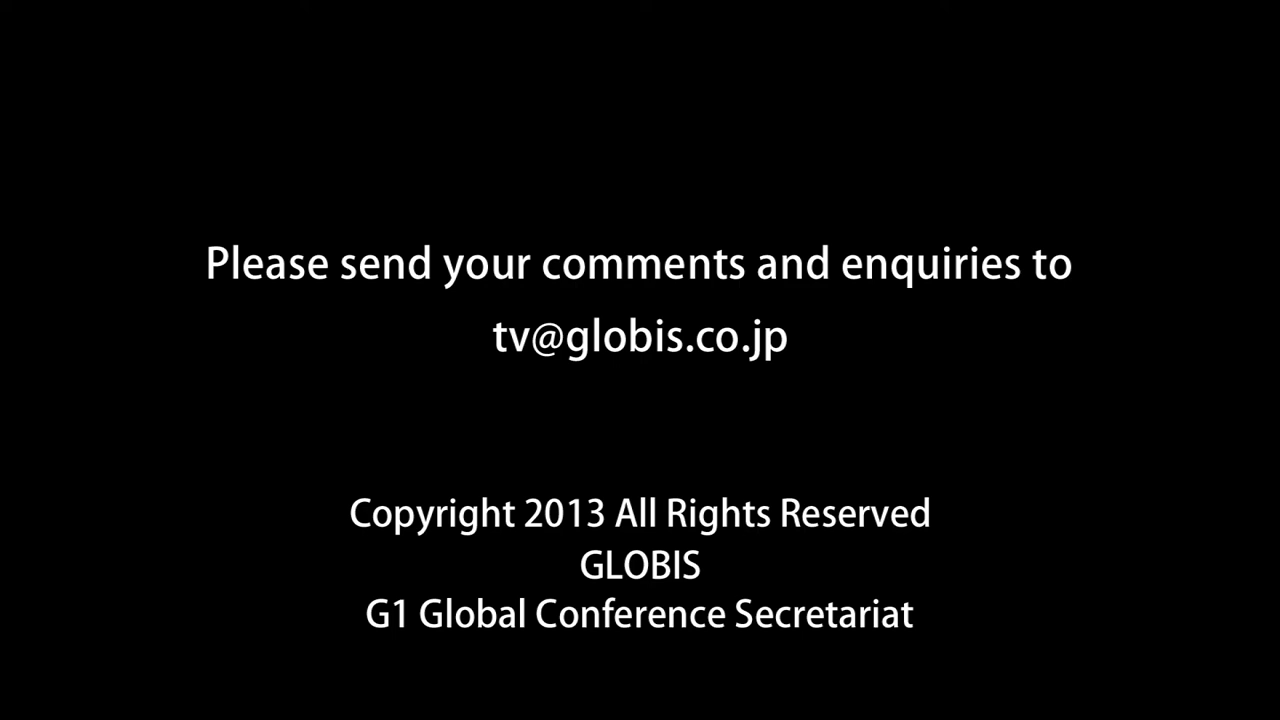 Please send your comments and enquiries to
tv@globis.co.jp
Copyright 2013 All Rights Reserved
GLOBIS
G1 Global Conference Secretariat